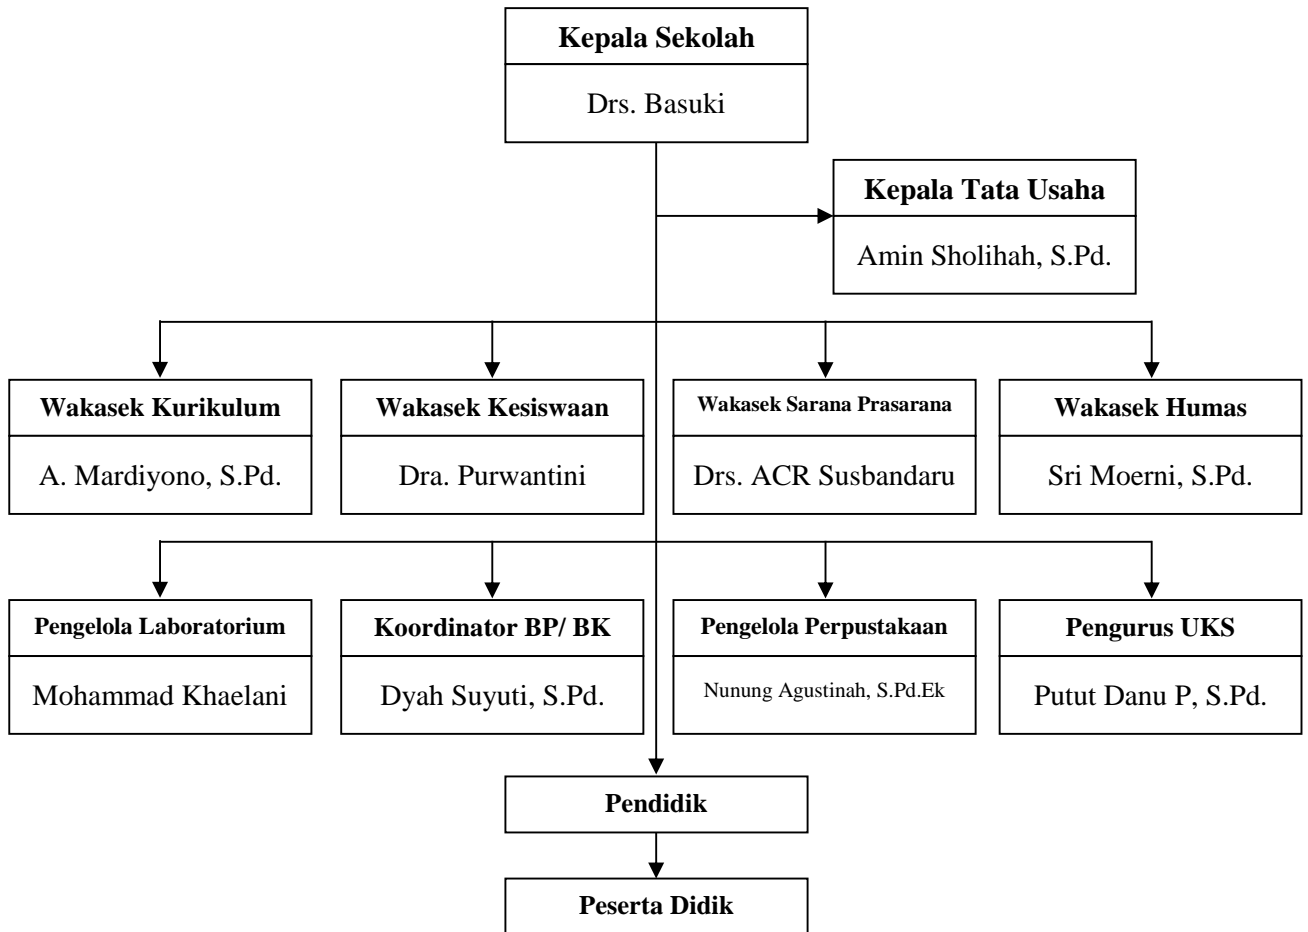 Kepala Sekolah
Drs. Basuki
Kepala Tata Usaha
Amin Sholihah, S.Pd.
Wakasek Kurikulum
A. Mardiyono, S.Pd.
Wakasek Kesiswaan
Dra. Purwantini
Wakasek Sarana Prasarana
Drs. ACR Susbandaru
Wakasek Humas
Sri Moerni, S.Pd.
Pengelola Laboratorium
Mohammad Khaelani
Koordinator BP/ BK
Dyah Suyuti, S.Pd.
Pengelola Perpustakaan
Nunung Agustinah, S.Pd.Ek
Pengurus UKS
Putut Danu P, S.Pd.
Pendidik
Peserta Didik